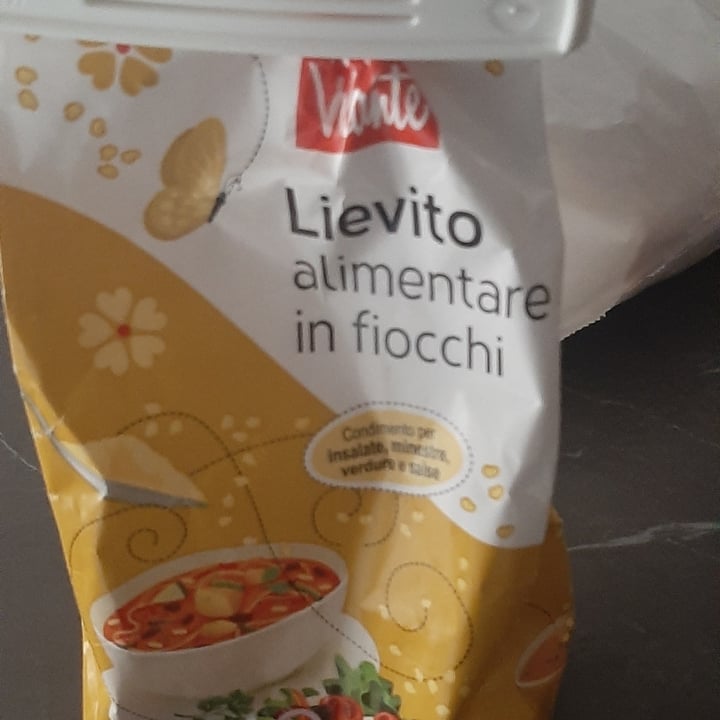 Vivante
Lievito
alimentare
in fiocchi
Condimento per
insalate, minestre,
verdure e salse